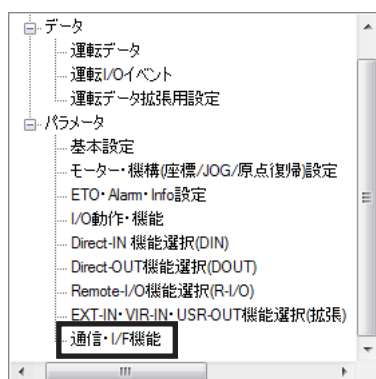 データ
運転データ
運転I/Oイベント
運転データ拡張用設定
パラメータ
基本設定
モーター・機構(座標/JOG/原点復帰)設定
ETO・Alarm・Info設定
I/O動作・機能
Direct-IN 機能選択(DIN)
Direct-OUT機能選択(DOUT)
Remote-I/O機能選択(R-I/O)
EXT-IN・VIR-IN・USR-OUT機能選択(拡張)
通信・I/F機能